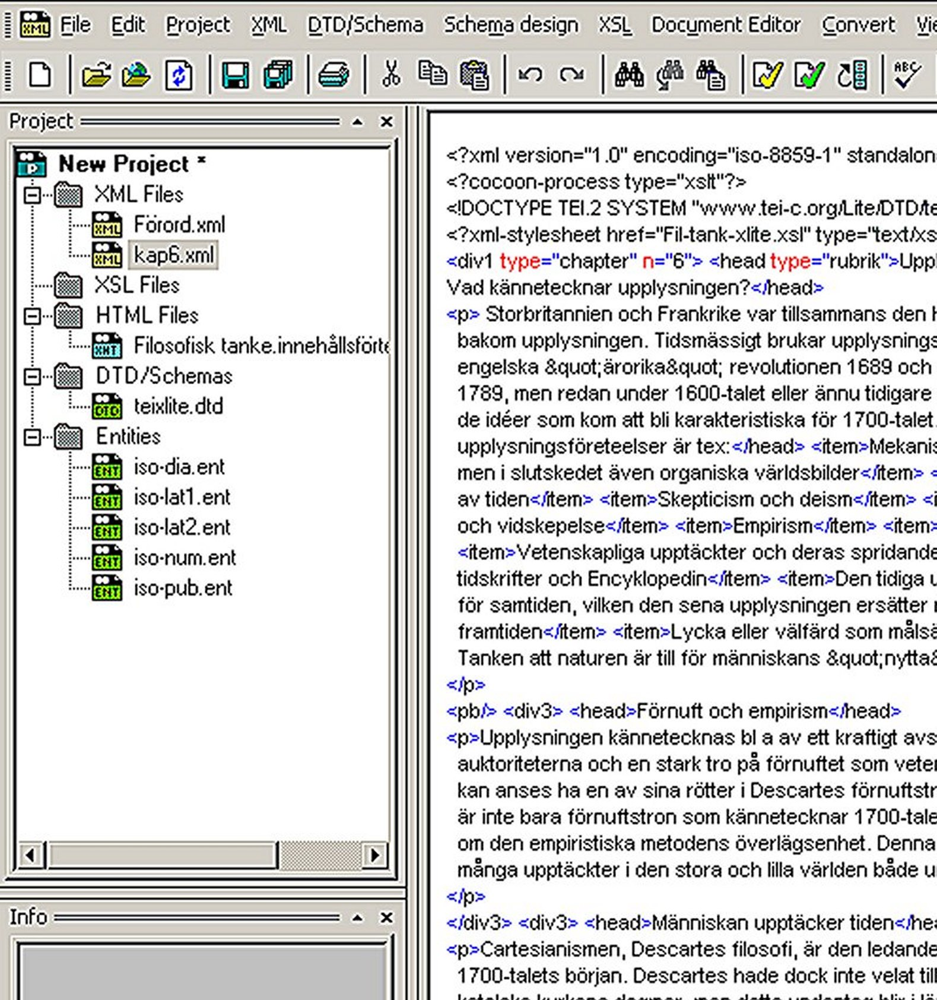 File Edit Project XML DTD/Schema Schema design XSL Document Editor Convert
ABC
Project
New Project *
XML Files
Förord.xml
kap6.xml
XSL Files
HTML Files
Filosofisk tanke.innehållsförte
DTD/Schemas
teixlite.dtd
Entities
iso-dia.ent
iso-lat1.ent
iso-lat2.ent
iso-num.ent
iso-pub.ent
Info
<?xml version="1.0" encoding="iso-8859-1" standalon
<?cocoon-process type="xslt"?>
<!DOCTYPE TEI.2 SYSTEM "www.tei-c.org/Lite/DTD/te
<?xml-stylesheet href="Fil-tank-xlite.xsl" type="text/xs
<div1 type="chapter" n="6"> <head type="rubrik">Uppl
Vad kännetecknar upplysningen?</head>
<p> Storbritannien och Frankrike var tillsammans den
bakom upplysningen. Tidsmässigt brukar upplysnings
engelska &quot;ärorika&quot; revolutionen 1689 och
1789, men redan under 1600-talet eller ännu tidigare
de idéer som kom att bli karakteristiska för 1700-talet.
upplysningsföreteelser är tex:</head> <item>Mekanis
men i slutskedet även organiska världsbilder</item> <
av tiden</item> <item>Skepticism och deism</item> <i
och vidskepelse</item> <item>Empirism</item> <item>
<item>Vetenskapliga upptäckter och deras spridande
tidskrifter och Encyklopedin</item> <item>Den tidiga
för samtiden, vilken den sena upplysningen ersätter
framtiden</item> <item>Lycka eller välfärd som målsä
Tanken att naturen är till för människans &quot;nytta&
</p>
<pb/> <div3> <head>Förnuft och empirism</head>
<p>Upplysningen kännetecknas bl a av ett kraftigt avs
auktoriteterna och en stark tro på förnuftet som veter
kan anses ha en av sina rötter i Descartes förnuftstr
är inte bara förnuftstron som kännetecknar 1700-tale
om den empiristiska metodens överlägsenhet. Denna
många upptäckter i den stora och lilla världen både
</p>
</div3> <div3> <head>Människan upptäcker tiden</hea
<p>Cartesianismen, Descartes filosofi, är den ledande
1700-talets början. Descartes hade dock inte velat till